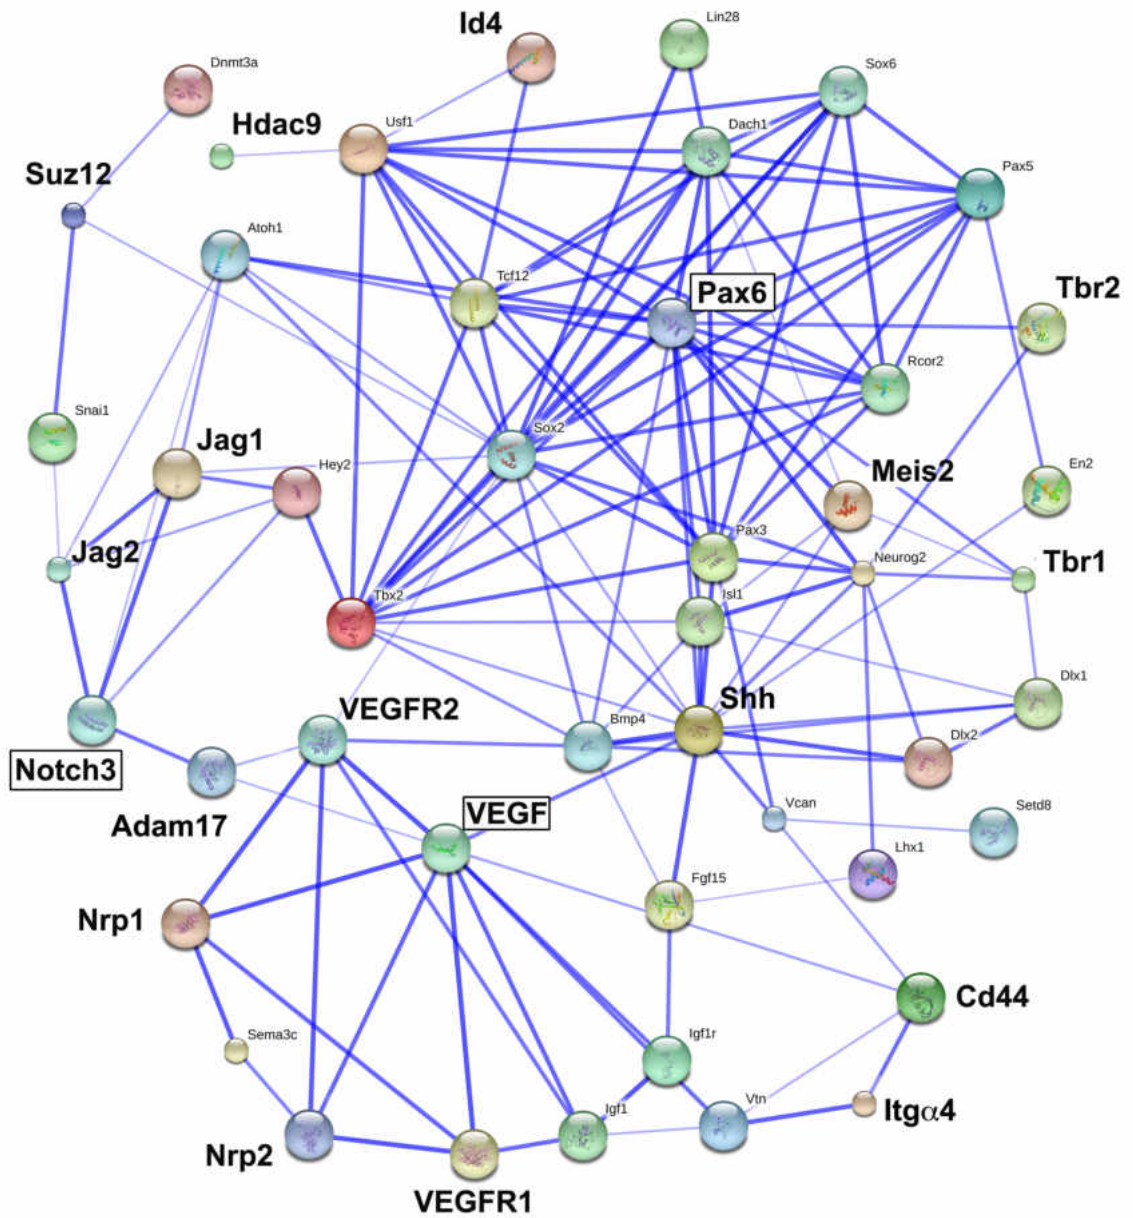 Id4
Lin28
Dnmt3a
Sox6
Hdac9
Usf1
Dach1
Suz12
Pax5
Atoh1
Tcf12
Pax6
Tbr2
Rcor2
Snai1
Jag1
Sox2
Hey2
Meis2
En2
Jag2
Pax3
Neurog2
Tbr1
Tbx2
Isl1
Dlx1
VEGFR2
Shh
Bmp4
Dlx2
Notch3
Adam17
VEGF
Vcan
Setd8
Lhx1
Fgf15
Nrp1
Cd44
Sema3c
Igf1r
Vtn
Itgα4
Igf1
Nrp2
VEGFR1